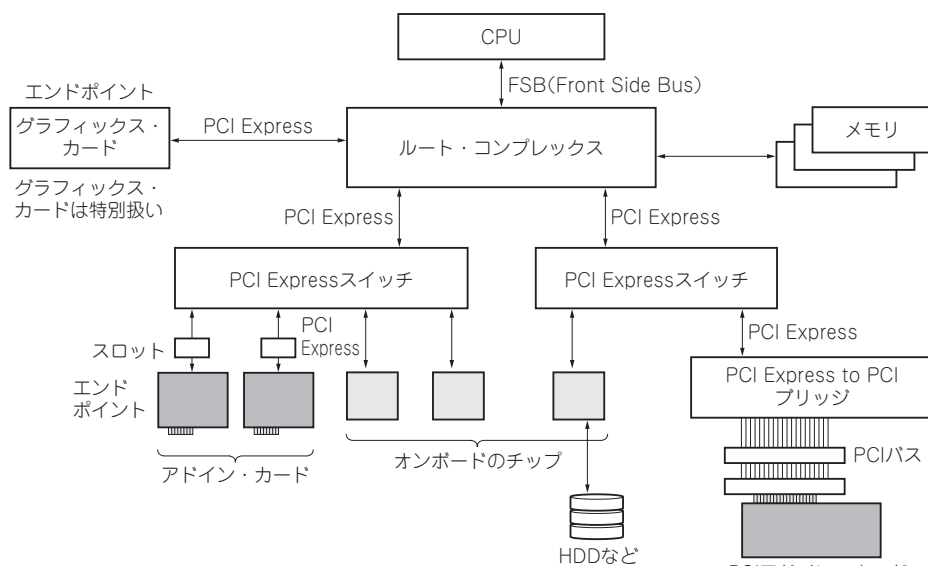 CPU
FSB(Front Side Bus)
エンドポイント
グラフィックス・
カード
PCI Express
ルート・コンプレックス
メモリ
グラフィックス・
カードは特別扱い
PCI Express
PCI Express
PCI Expressスイッチ
PCI Expressスイッチ
スロット
PCI
Express
PCI Express
エンド
ポイント
PCI Express to PCI
ブリッジ
アドイン・カード
オンボードのチップ
PCIバス
HDDなど